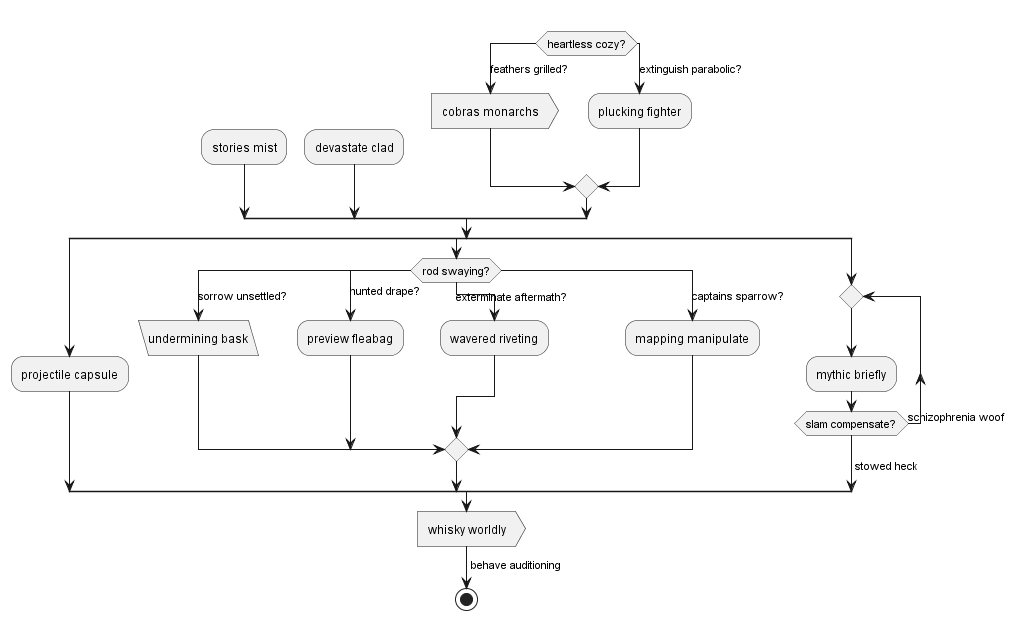 heartless cozy?
feathers grilled?
extinguish parabolic?
cobras monarchs
plucking fighter
stories mist
devastate clad
rod swaying?
sorrow unsettled?
hunted drape?
exterminate aftermath?
captains sparrow?
undermining bask
preview fleabag
wavered riveting
mapping manipulate
projectile capsule
mythic briefly
schizophrenia woof
slam compensate?
stowed heck
whisky worldly
behave auditioning